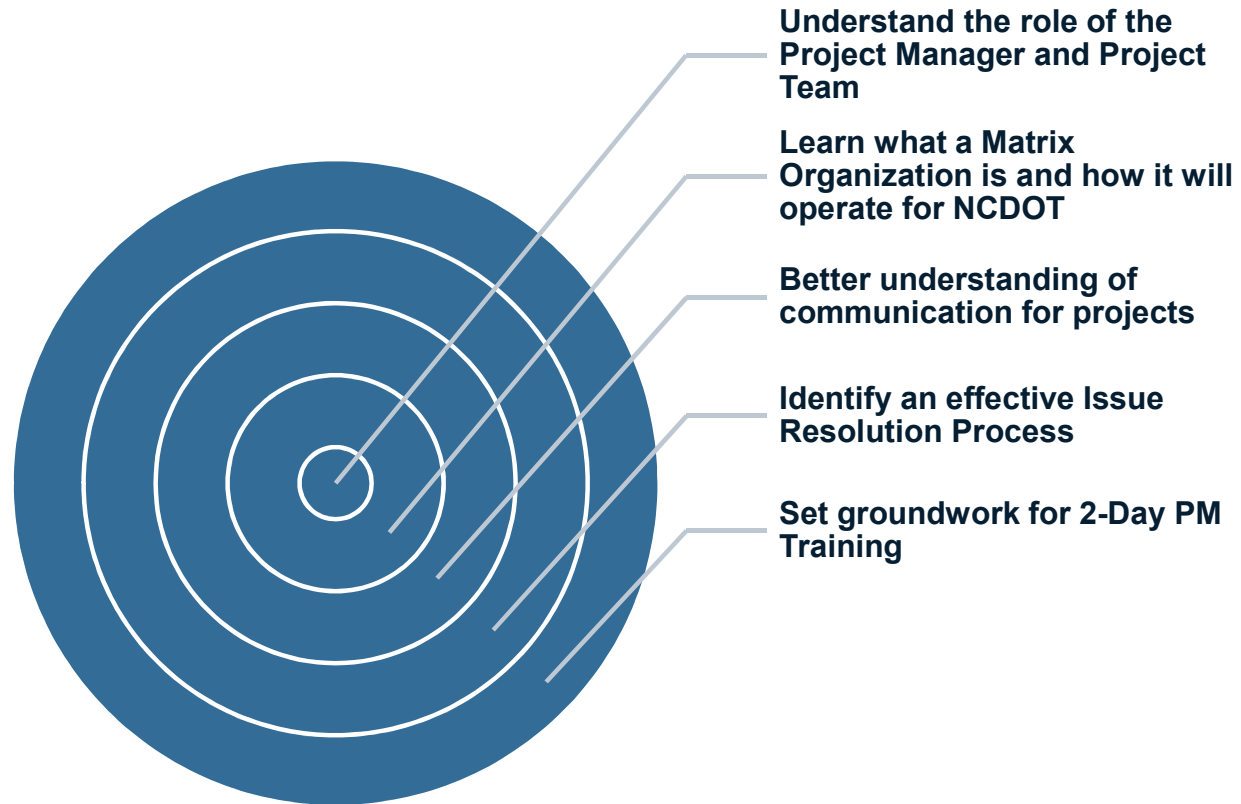 Understand the role of the
Project Manager and Project
Team
Learn what a Matrix
Organization is and how it will
operate for NCDOT
Better understanding of
communication for projects
Identify an effective Issue
Resolution Process
Set groundwork for 2-Day PM
Training